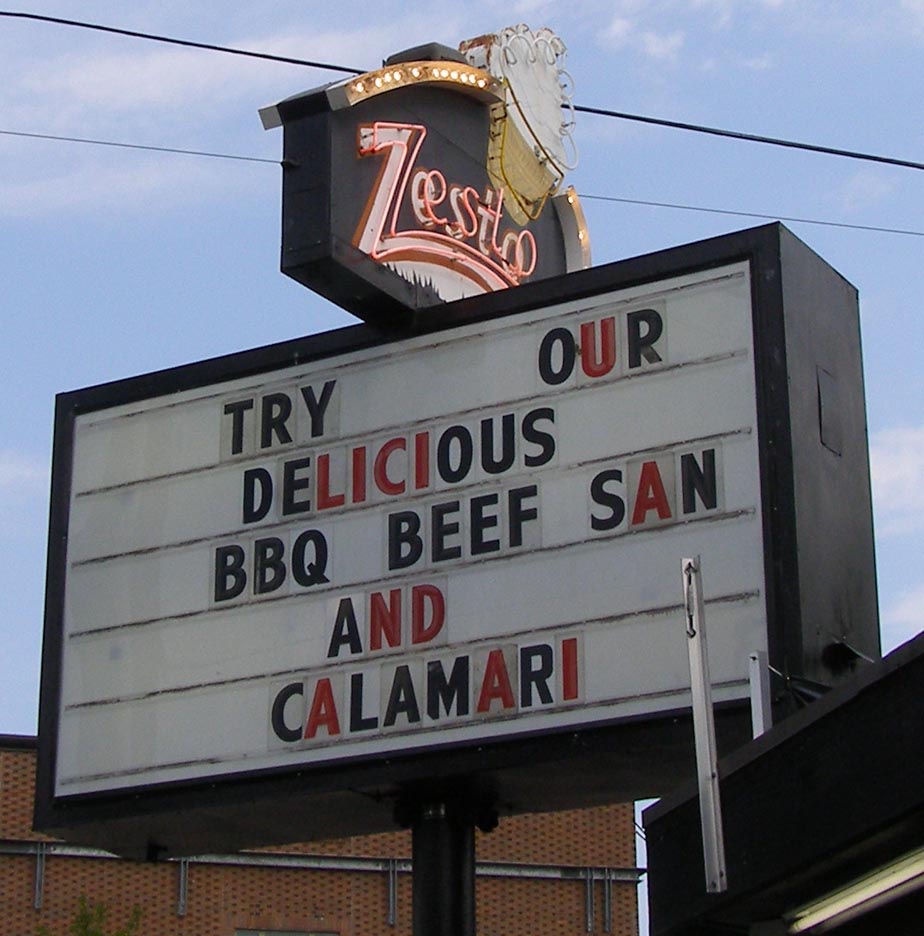 Zesto
TRY OUR
DELICIOUS
BBQ BEEF SAN
AND
CALAMARI